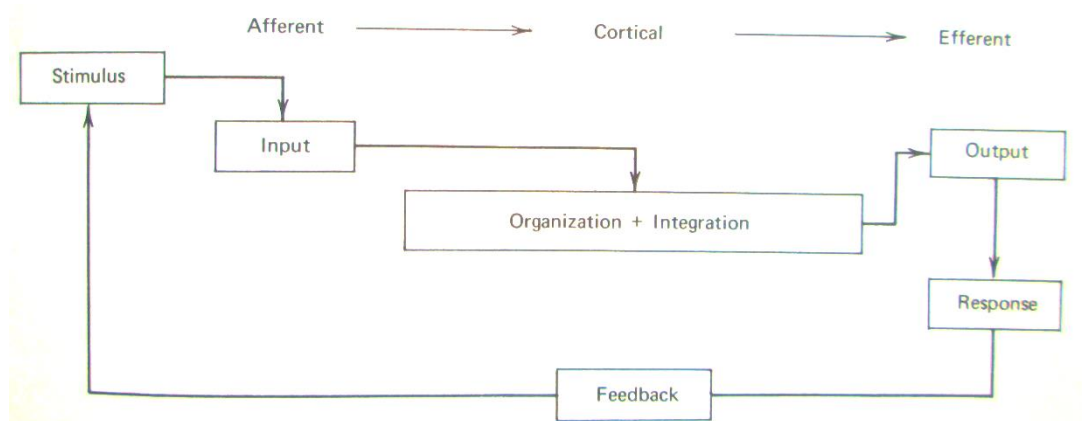 Afferent Cortical Efferent
Stimulus
Input
Output
Organization + Integration
Response
Feedback